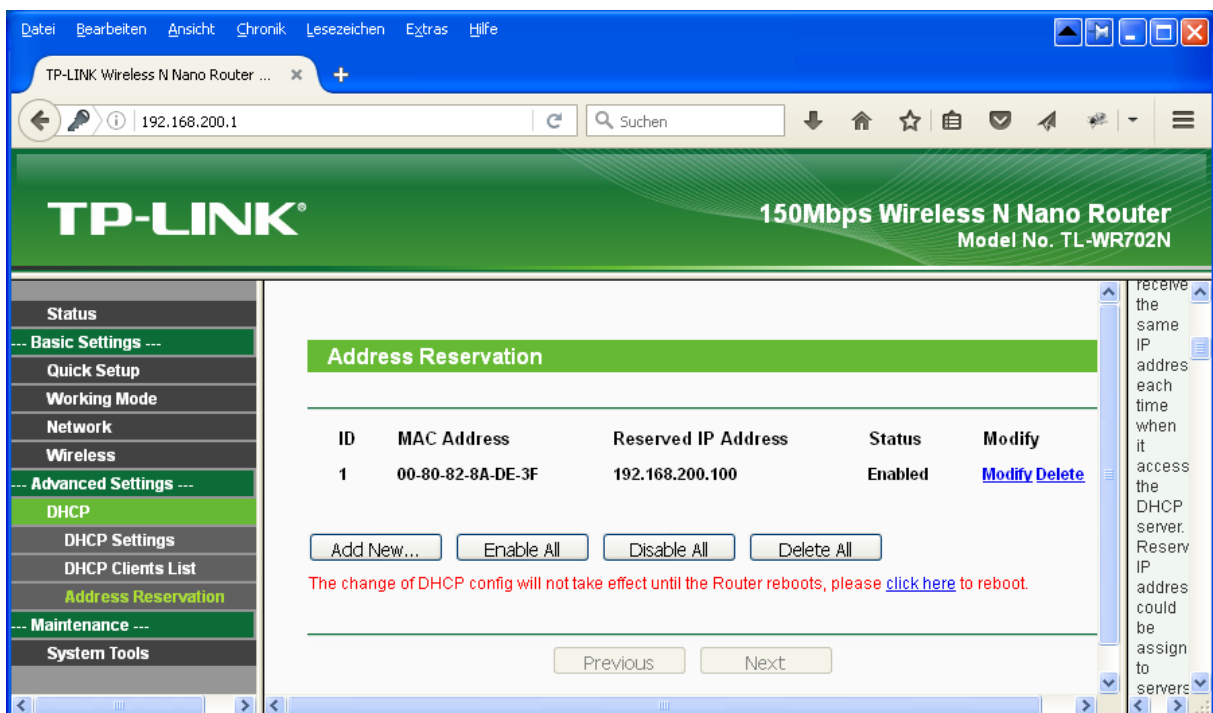 Datei Bearbeiten Ansicht Chronik Lesezeichen Extras Hilfe
TP-LINK Wireless N Nano Router ...
192.168.200.1
Suchen
TP-LINK®
150Mbps Wireless N Nano Router
Model No. TL-WR702N
Status
--- Basic Settings ---
Quick Setup
Working Mode
Network
Wireless
--- Advanced Settings ---
DHCP
DHCP Settings
DHCP Clients List
Address Reservation
--- Maintenance ---
System Tools
Address Reservation
ID MAC Address Reserved IP Address Status Modify
1 00-80-82-8A-DE-3F 192.168.200.100 Enabled Modify Delete
Add New... Enable All Disable All Delete All
The change of DHCP config will not take effect until the Router reboots, please click here to reboot.
Previous Next
receive
the
same
IP
addres
each
time
when
it
access
the
DHCP
server.
Reserv
IP
addres
could
be
assign
to
servers